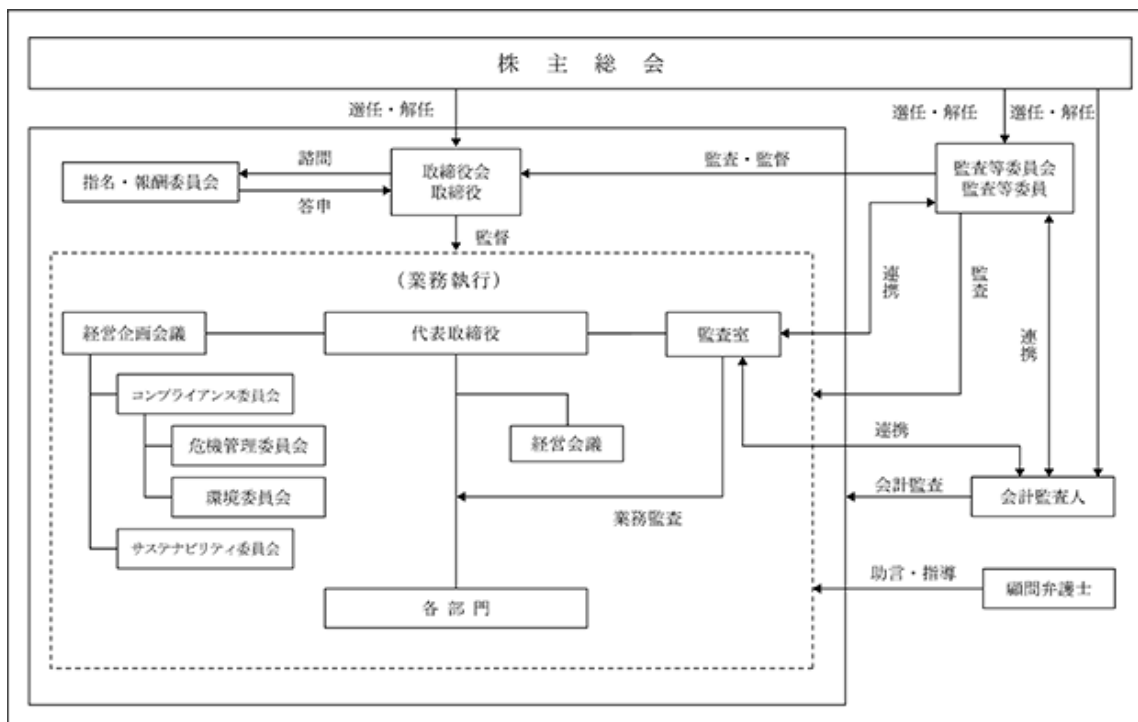 株主総会
選任・解任
選任・解任
選任・解任
諮問
指名・報酬委員会
答申
取締役会
取締役
監査・監督
監査等委員会
監査等委員
監督
(業務執行)
連携
監査
経営企画会議
代表取締役
監査室
連携
コンプライアンス委員会
危機管理委員会
経営会議
連携
環境委員会
会計監査
会計監査人
業務監査
サステナビリティ委員会
助言・指導
顧問弁護士
各部門